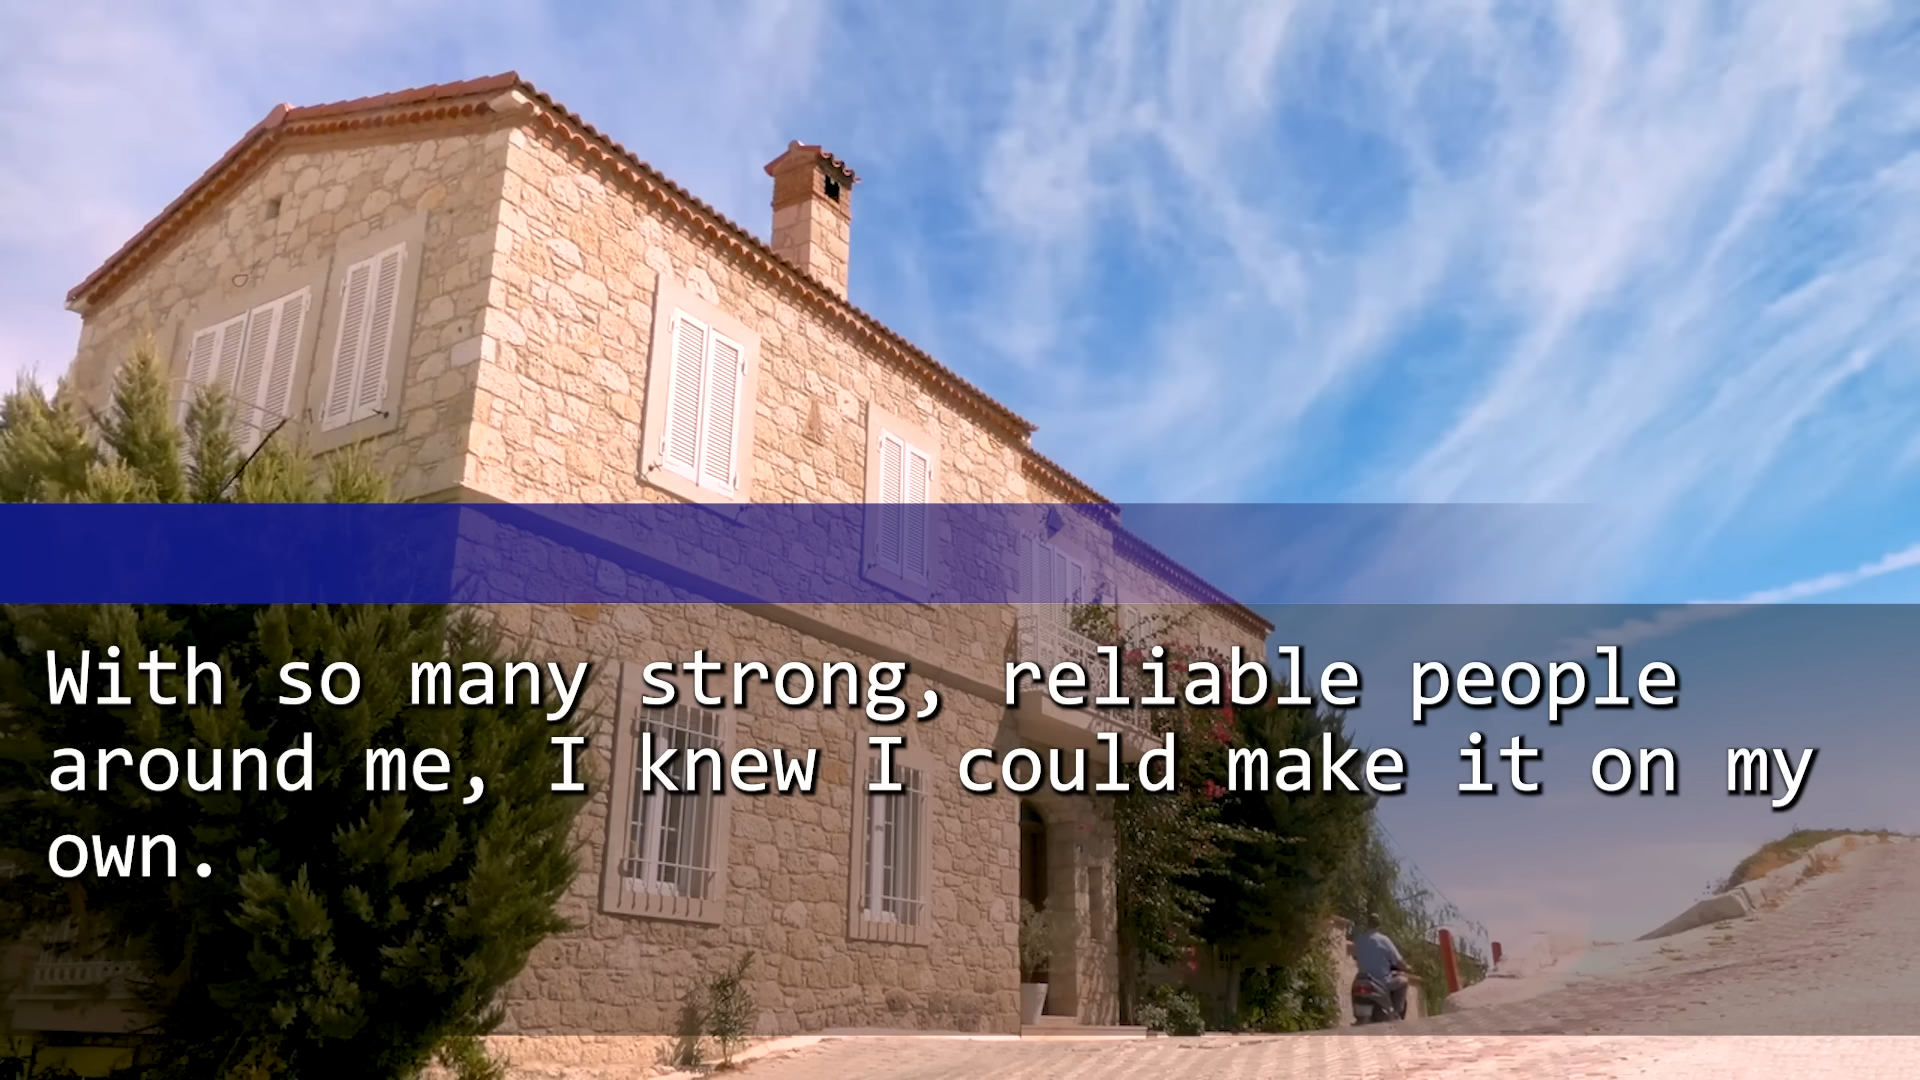 With so many strong, reliable people
around me, I knew I could make it on my
own.